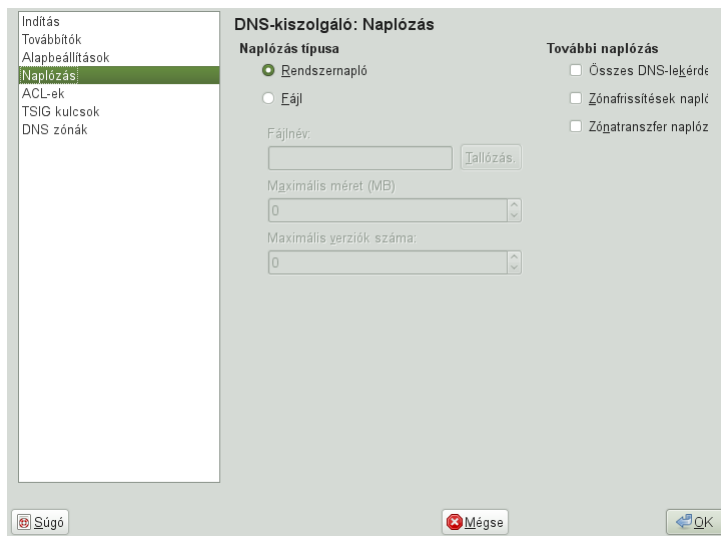 Indítás
Továbbítók
Alapbeállítások
Naplózás
ACL-ek
TSIG kulcsok
DNS zónák
DNS-kiszolgáló: Naplózás
Naplózás típusa
Rendszernapló
Fájl
Fájlnév:
Tallózás.
Maximális méret (MB)
0
Maximális verziók száma:
0
További naplózás
Összes DNS-lekérde
Zónafrissítések napló
Zónatranszfer naplóz
Súgó
Mégse
OK